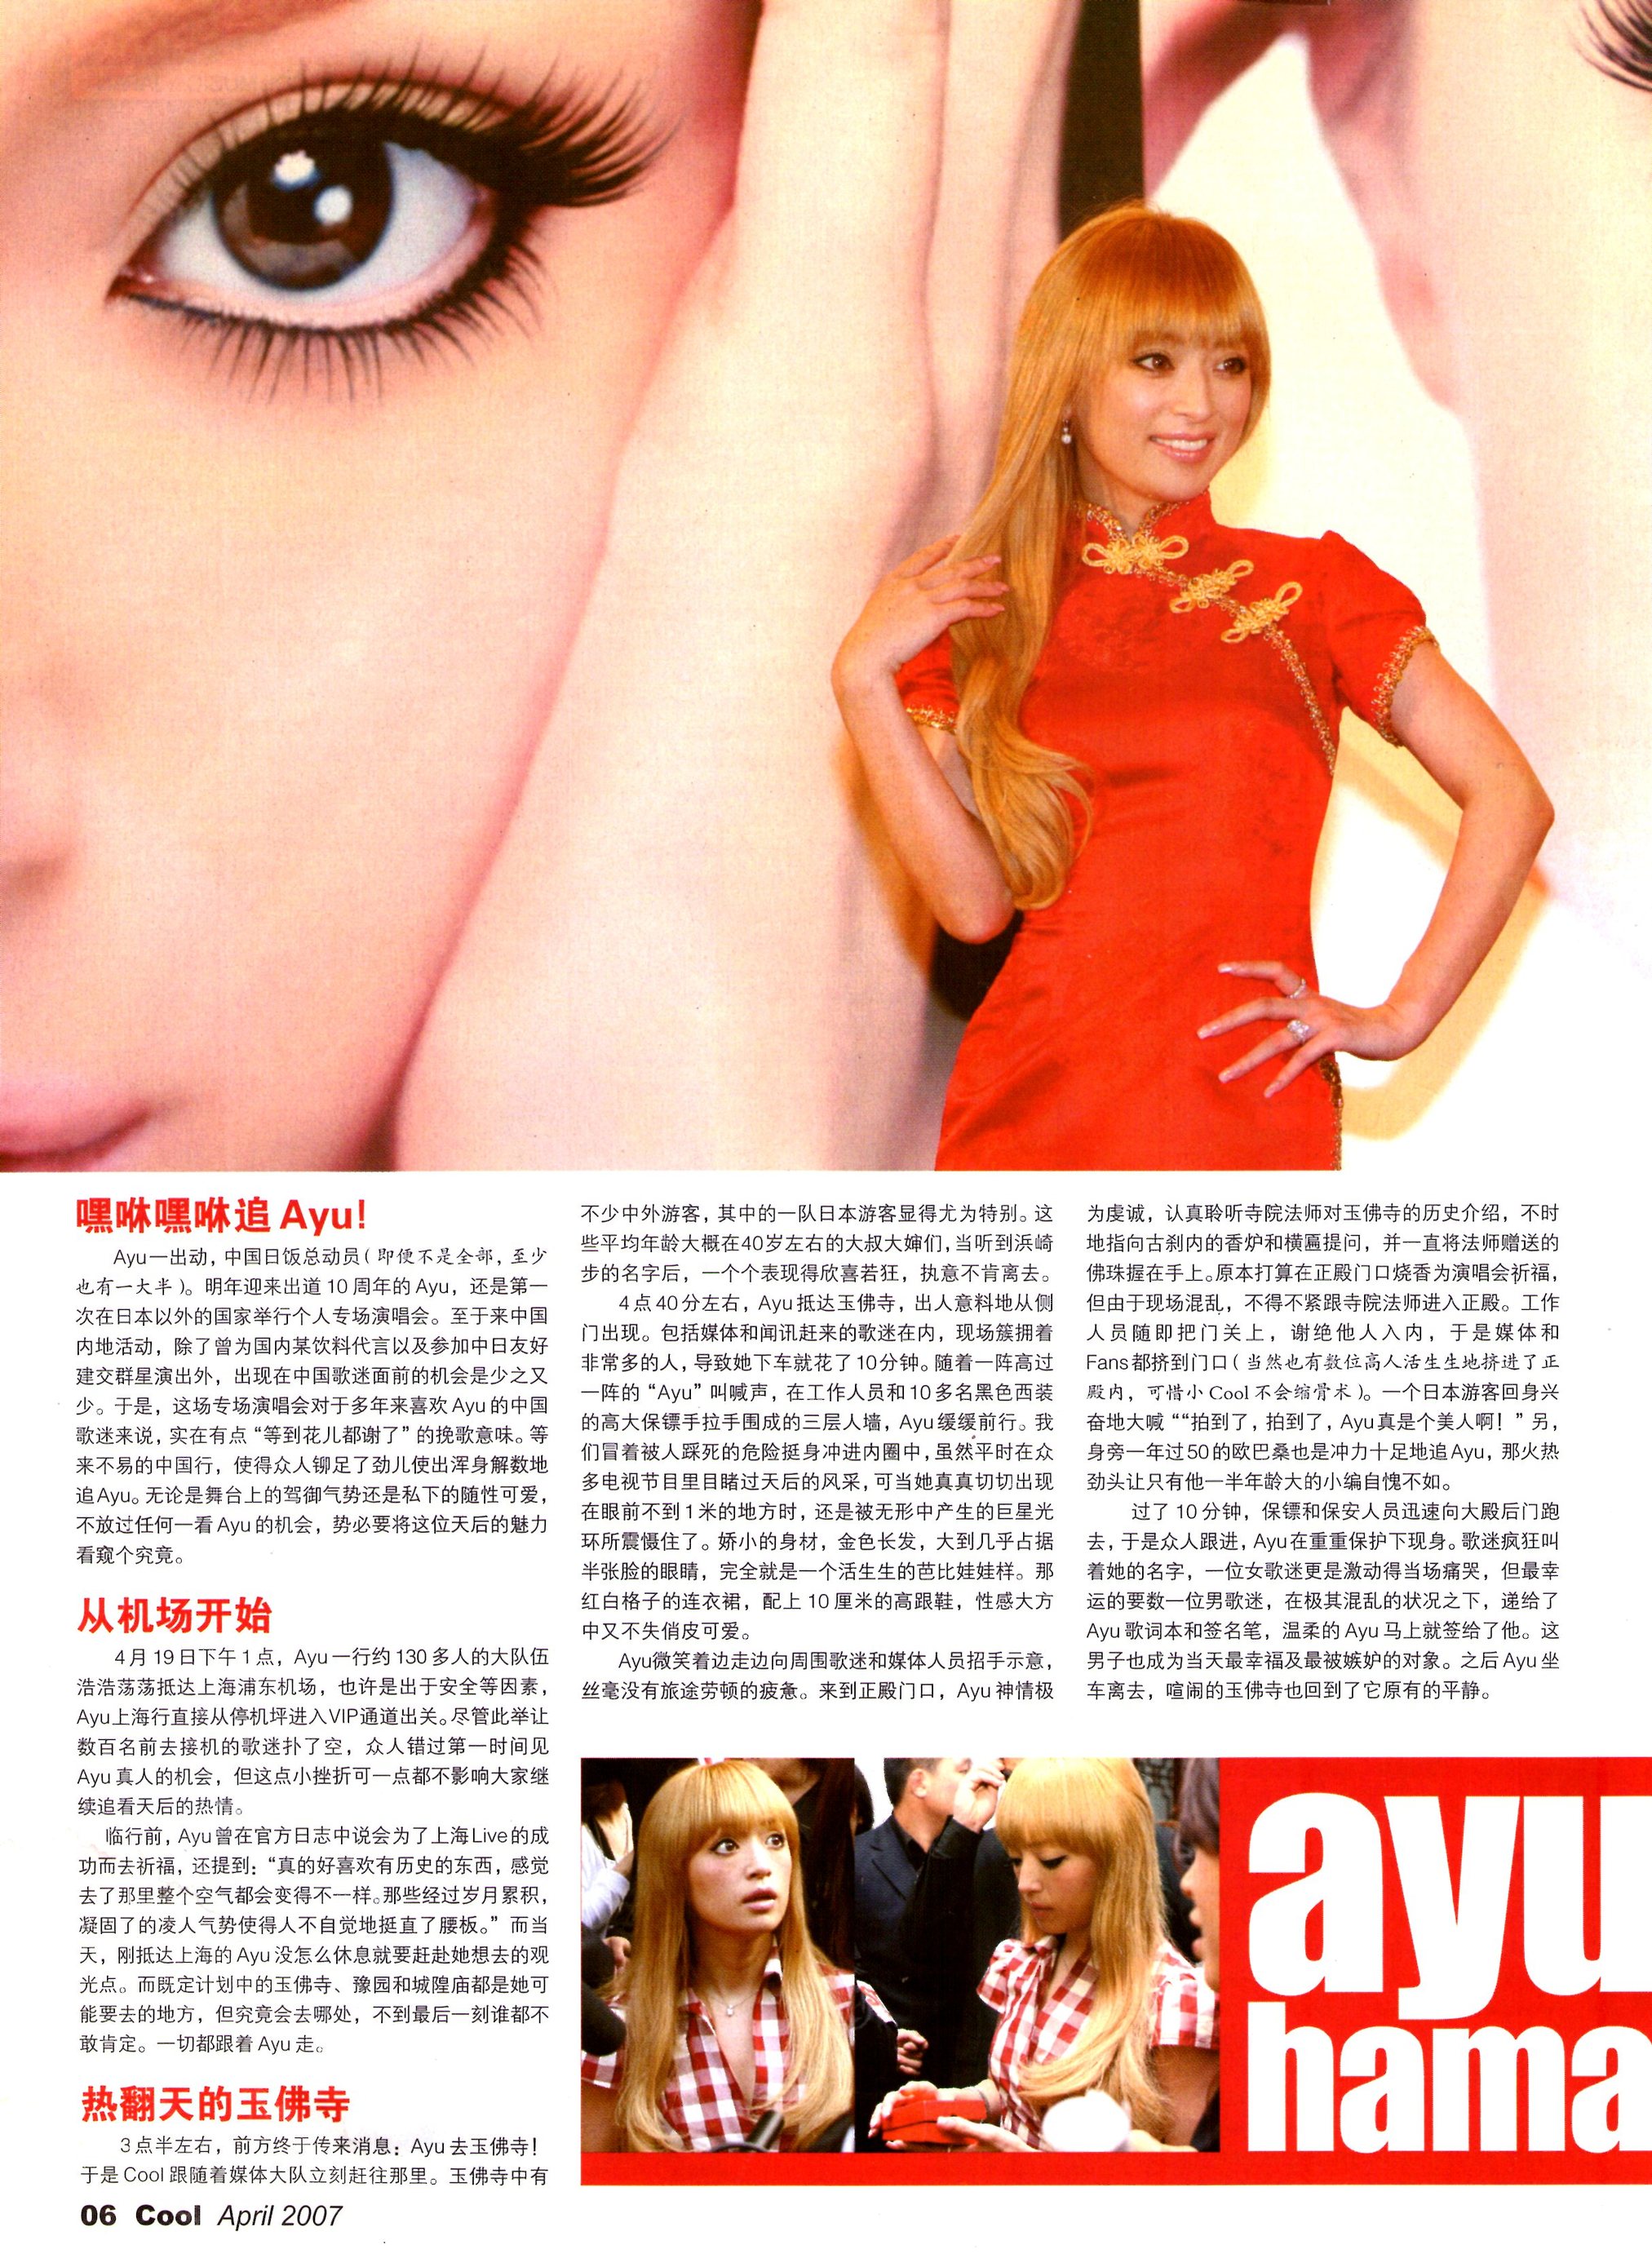 嘿咻嘿咻追 Ayu!
Ayu一出动，中国日饭总动员(即便不是全部，至少
也有一大半)。明年迎来出道 10 周年的 Ayu，还是第一
次在日本以外的国家举行个人专场演唱会。至于来中国
内地活动，除了曾为国内某饮料代言以及参加中日友好
建交群星演出外，出现在中国歌迷面前的机会是少之又
少。于是，这场专场演唱会对于多年来喜欢 Ayu 的中国
歌迷来说，实在有点“等到花儿都谢了”的挽歌意味。等
来不易的中国行，使得众人铆足了劲儿使出浑身解数地
追Ayu。无论是舞台上的驾御气势还是私下的随性可爱，
不放过任何一看 Ayu 的机会，势必要将这位天后的魅力
看窥个究竟。
从机场开始
4月19日下午1点，Ayu一行约130多人的大队伍
浩浩荡荡抵达上海浦东机场，也许是出于安全等因素，
Ayu上海行直接从停机坪进入VIP通道出关。尽管此举让
数百名前去接机的歌迷扑了空，众人错过第一时间见
Ayu 真人的机会，但这点小挫折可一点都不影响大家继
续追看天后的热情。
临行前，Ayu曾在官方日志中说会为了上海Live的成
功而去祈福，还提到：“真的好喜欢有历史的东西，感觉
去了那里整个空气都会变得不一样。那些经过岁月累积，
凝固了的凌人气势使得人不自觉地挺直了腰板。”而当
天，刚抵达上海的 Ayu 没怎么休息就要赶赴她想去的观
光点。而既定计划中的玉佛寺、豫园和城隍庙都是她可
能要去的地方，但究竟会去哪处，不到最后一刻谁都不
敢肯定。一切都跟着 Ayu 走。
热翻天的玉佛寺
3点半左右，前方终于传来消息：Ayu 去玉佛寺！
于是 Cool 跟随着媒体大队立刻赶往那里。玉佛寺中有
不少中外游客，其中的一队日本游客显得尤为特别。这
些平均年龄大概在40岁左右的大叔大婶们，当听到浜崎
步的名字后，一个个表现得欣喜若狂，执意不肯离去。
4点40分左右，Ayu抵达玉佛寺，出人意料地从侧
门出现。包括媒体和闻讯赶来的歌迷在内，现场簇拥着
非常多的人，导致她下车就花了10分钟。随着一阵高过
一阵的“Ayu”叫喊声，在工作人员和10多名黑色西装
的高大保镖手拉手围成的三层人墙，Ayu缓缓前行。我
们冒着被人踩死的危险挺身冲进内圈中，虽然平时在众
多电视节目里目睹过天后的风采，可当她真真切切出现
在眼前不到1米的地方时，还是被无形中产生的巨星光
环所震慑住了。娇小的身材，金色长发，大到几乎占据
半张脸的眼睛，完全就是一个活生生的芭比娃娃样。那
红白格子的连衣裙，配上 10 厘米的高跟鞋，性感大方
中又不失俏皮可爱。
Ayu微笑着边走边向周围歌迷和媒体人员招手示意，
丝毫没有旅途劳顿的疲惫。来到正殿门口，Ayu 神情极
为虔诚，认真聆听寺院法师对玉佛寺的历史介绍，不时
地指向古刹内的香炉和横匾提问，并一直将法师赠送的
佛珠握在手上。原本打算在正殿门口烧香为演唱会祈福，
但由于现场混乱，不得不紧跟寺院法师进入正殿。工作
人员随即把门关上，谢绝他人入内，于是媒体和
Fans都挤到门口(当然也有数位高人活生生地挤进了正
殿内，可惜小Cool不会缩骨术)。一个日本游客回身兴
奋地大喊““拍到了，拍到了，Ayu真是个美人啊！”另，
身旁一年过50的欧巴桑也是冲力十足地追Ayu，那火热
劲头让只有他一半年龄大的小编自愧不如。
过了 10 分钟，保镖和保安人员迅速向大殿后门跑
去，于是众人跟进，Ayu在重重保护下现身。歌迷疯狂叫
着她的名字，一位女歌迷更是激动得当场痛哭，但最幸
运的要数一位男歌迷，在极其混乱的状况之下，递给了
Ayu 歌词本和签名笔，温柔的 Ayu 马上就签给了他。这
男子也成为当天最幸福及最被嫉妒的对象。之后 Ayu 坐
车离去，喧闹的玉佛寺也回到了它原有的平静。
ayu
hama
06 Cool April 2007